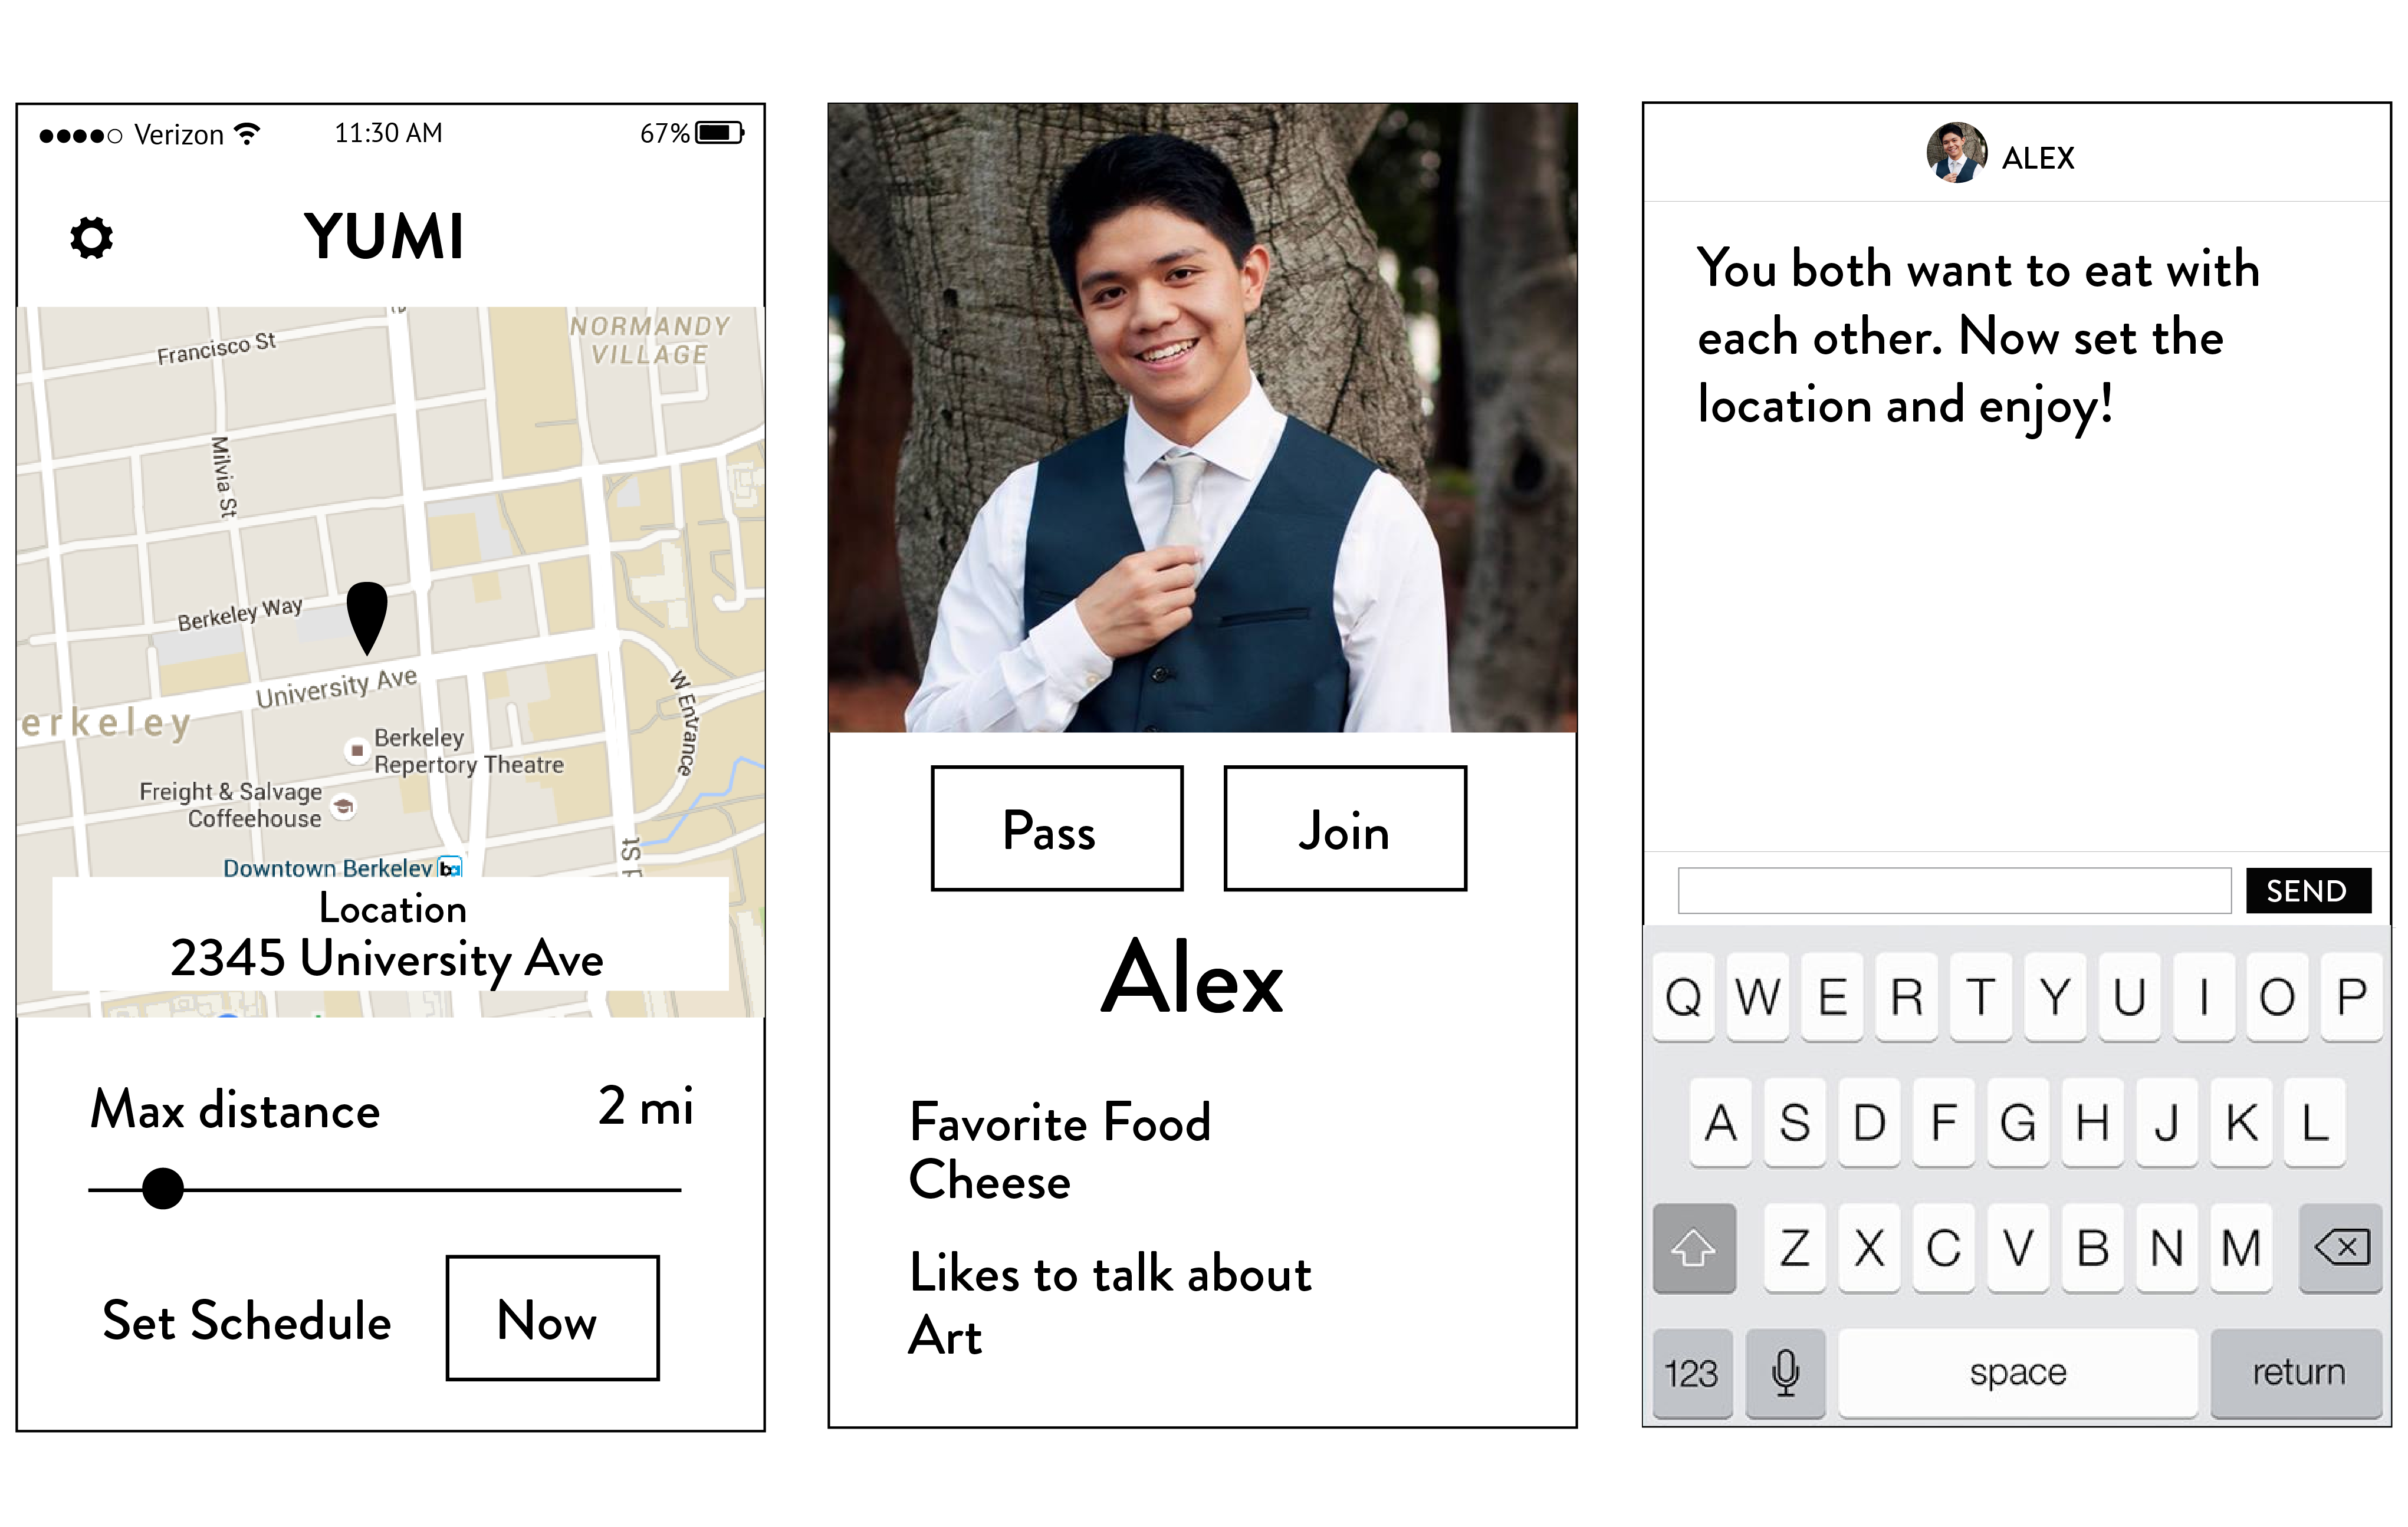 Verizon 11:30 AM 67%
YUMI
NORMANDY
VILLAGE
Francisco St
Milvia St
Berkeley Way
University Ave
erkeley
W Entrance
Berkeley
Repertory Theatre
Freight & Salvage
Coffeehouse
Downtown Berkeley
St
Location
2345 University Ave
Max distance 2 mi
Set Schedule Now
Pass Join
Alex
Favorite Food
Cheese
Likes to talk about
Art
ALEX
You both want to eat with
each other. Now set the
location and enjoy!
SEND
Q W E R T Y U I O P
A S D F G H J K L
Z X C V B N M
123 space return